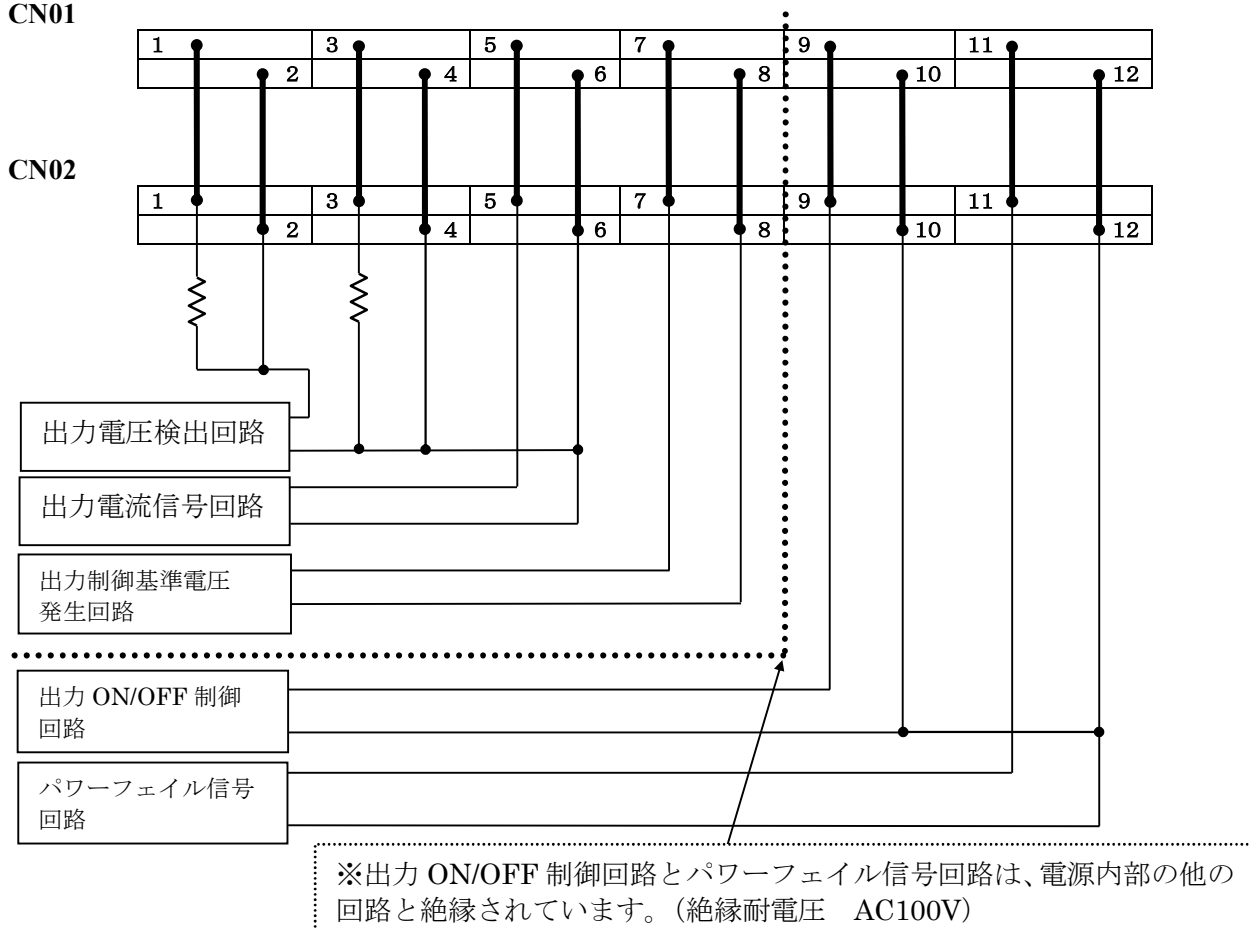 CN01
1 3 5 7 9 11
2 4 6 8 10 12
CN02
1 3 5 7 9 11
2 4 6 8 10 12
出力電圧検出回路
出力電流信号回路
出力制御基準電圧
発生回路
出力 ON/OFF 制御
回路
パワーフェイル信号
回路
※出力 ON/OFF 制御回路とパワーフェイル信号回路は、電源内部の他の
回路と絶縁されています。（絶縁耐電圧　AC100V）